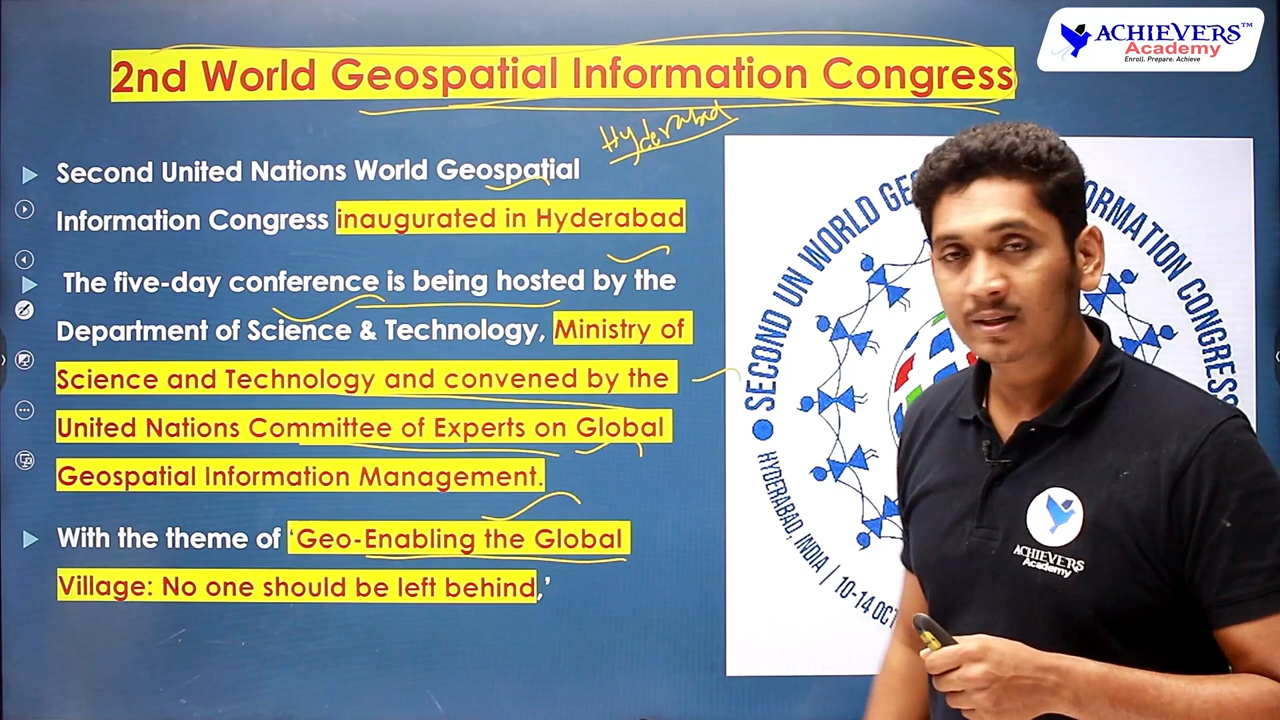 ACHIEVERS™
Academy
Enroll. Prepare. Achieve
2nd World Geospatial Information Congress
Hyderabad
Second United Nations World Geospatial
Information Congress inaugurated in Hyderabad
The five-day conference is being hosted by the
Department of Science & Technology, Ministry of
Science and Technology and convened by the
United Nations Committee of Experts on Global
Geospatial Information Management.
With the theme of ‘Geo-Enabling the Global
Village: No one should be left behind,’
SECOND UN WORLD
CONGRESS
HYDERABAD, INDIA | 10-14
ACHIEVERS
Academy